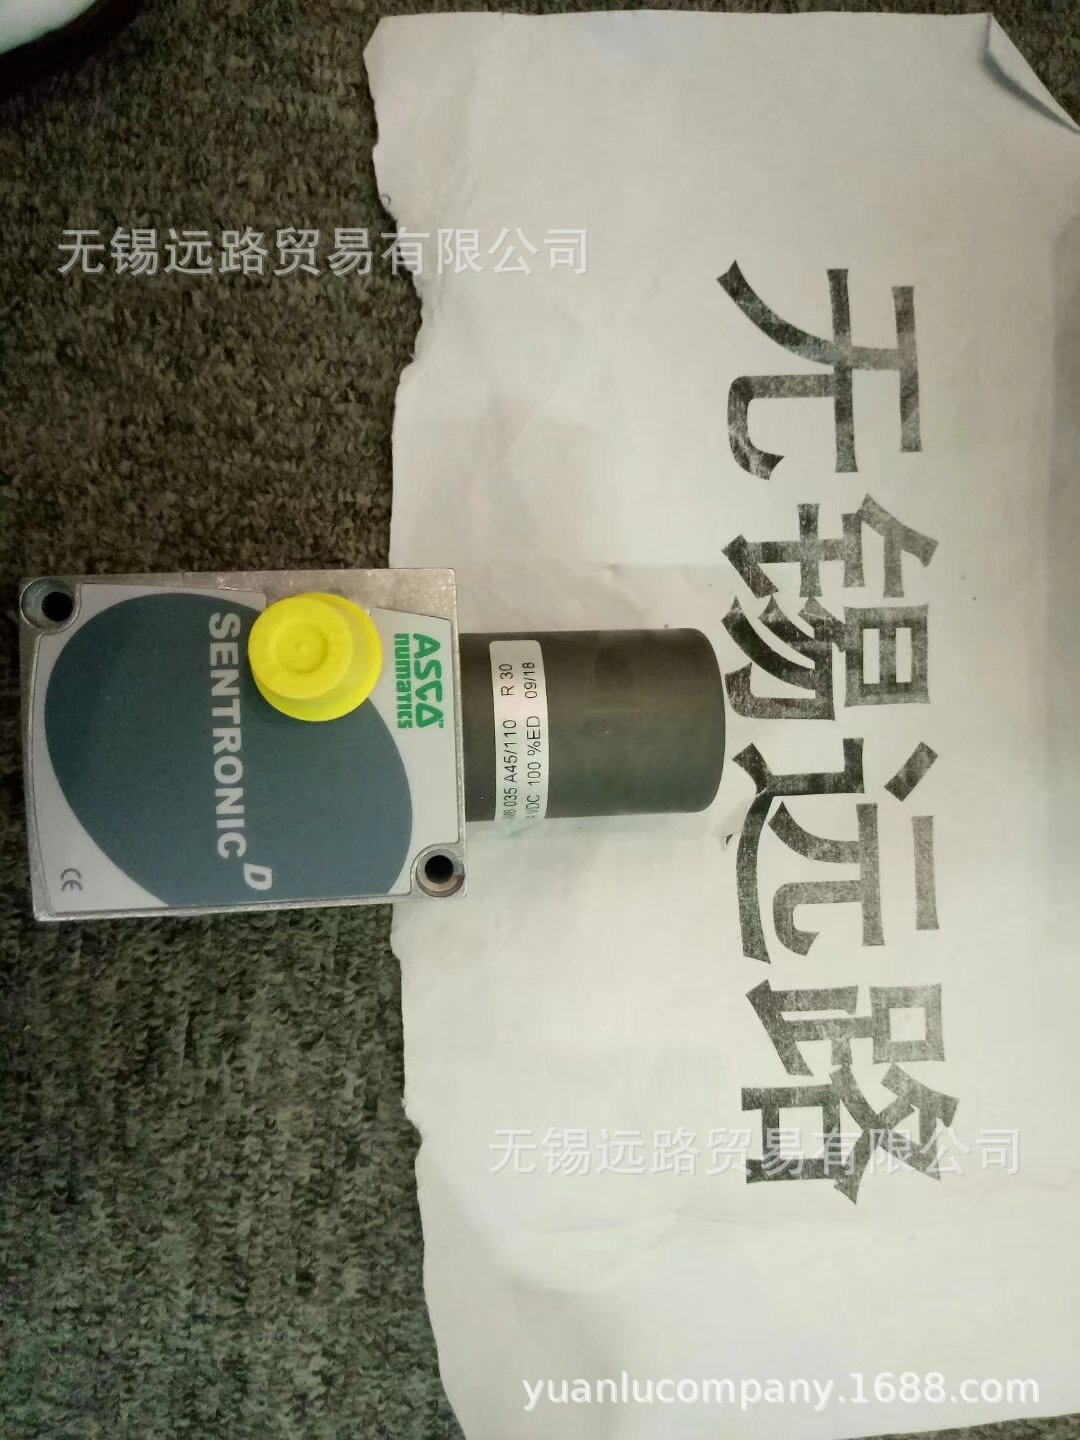 无锡远路贸易有限公司
无锡远路
SENTRONIC D
ASCO™
numatics
CE
035 A45/110 R 30
VDC 100 %ED 09/18
无锡远路贸易有限公司
yuanlucompany.1688.com